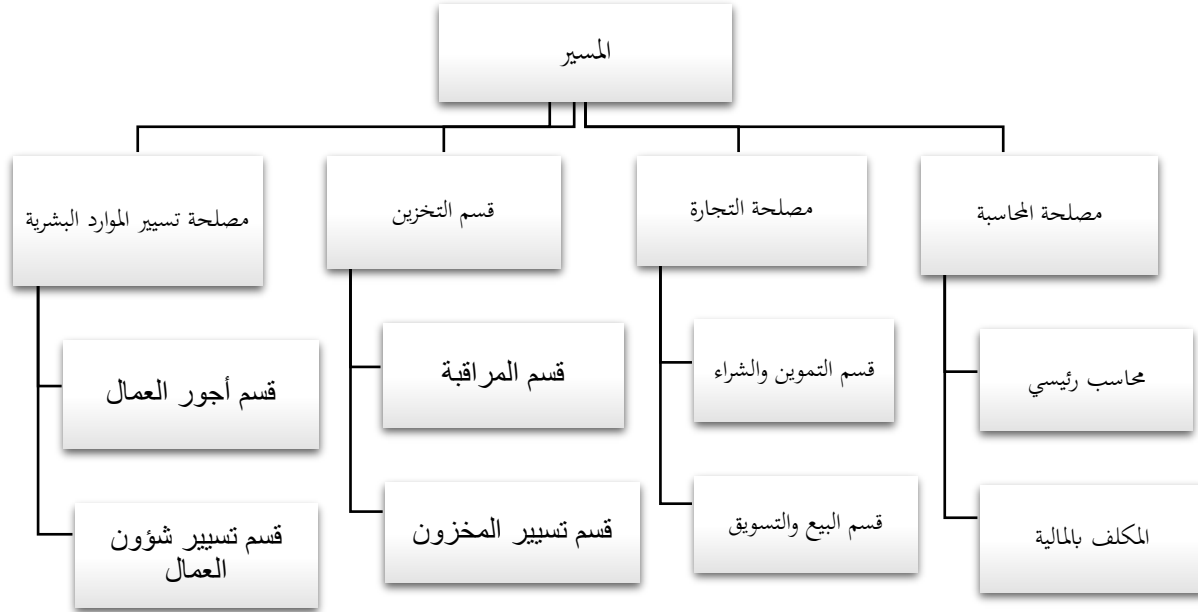 المسير
مصلحة المحاسبة
مصلحة التجارة
قسم التخزين
مصلحة تسيير الموارد البشرية
محاسب رئيسي
قسم التموين والشراء
قسم المراقبة
قسم أجور العمال
المكلف بالمالية
قسم البيع والتسويق
قسم تسيير المخزون
قسم تسيير شؤون
العمال